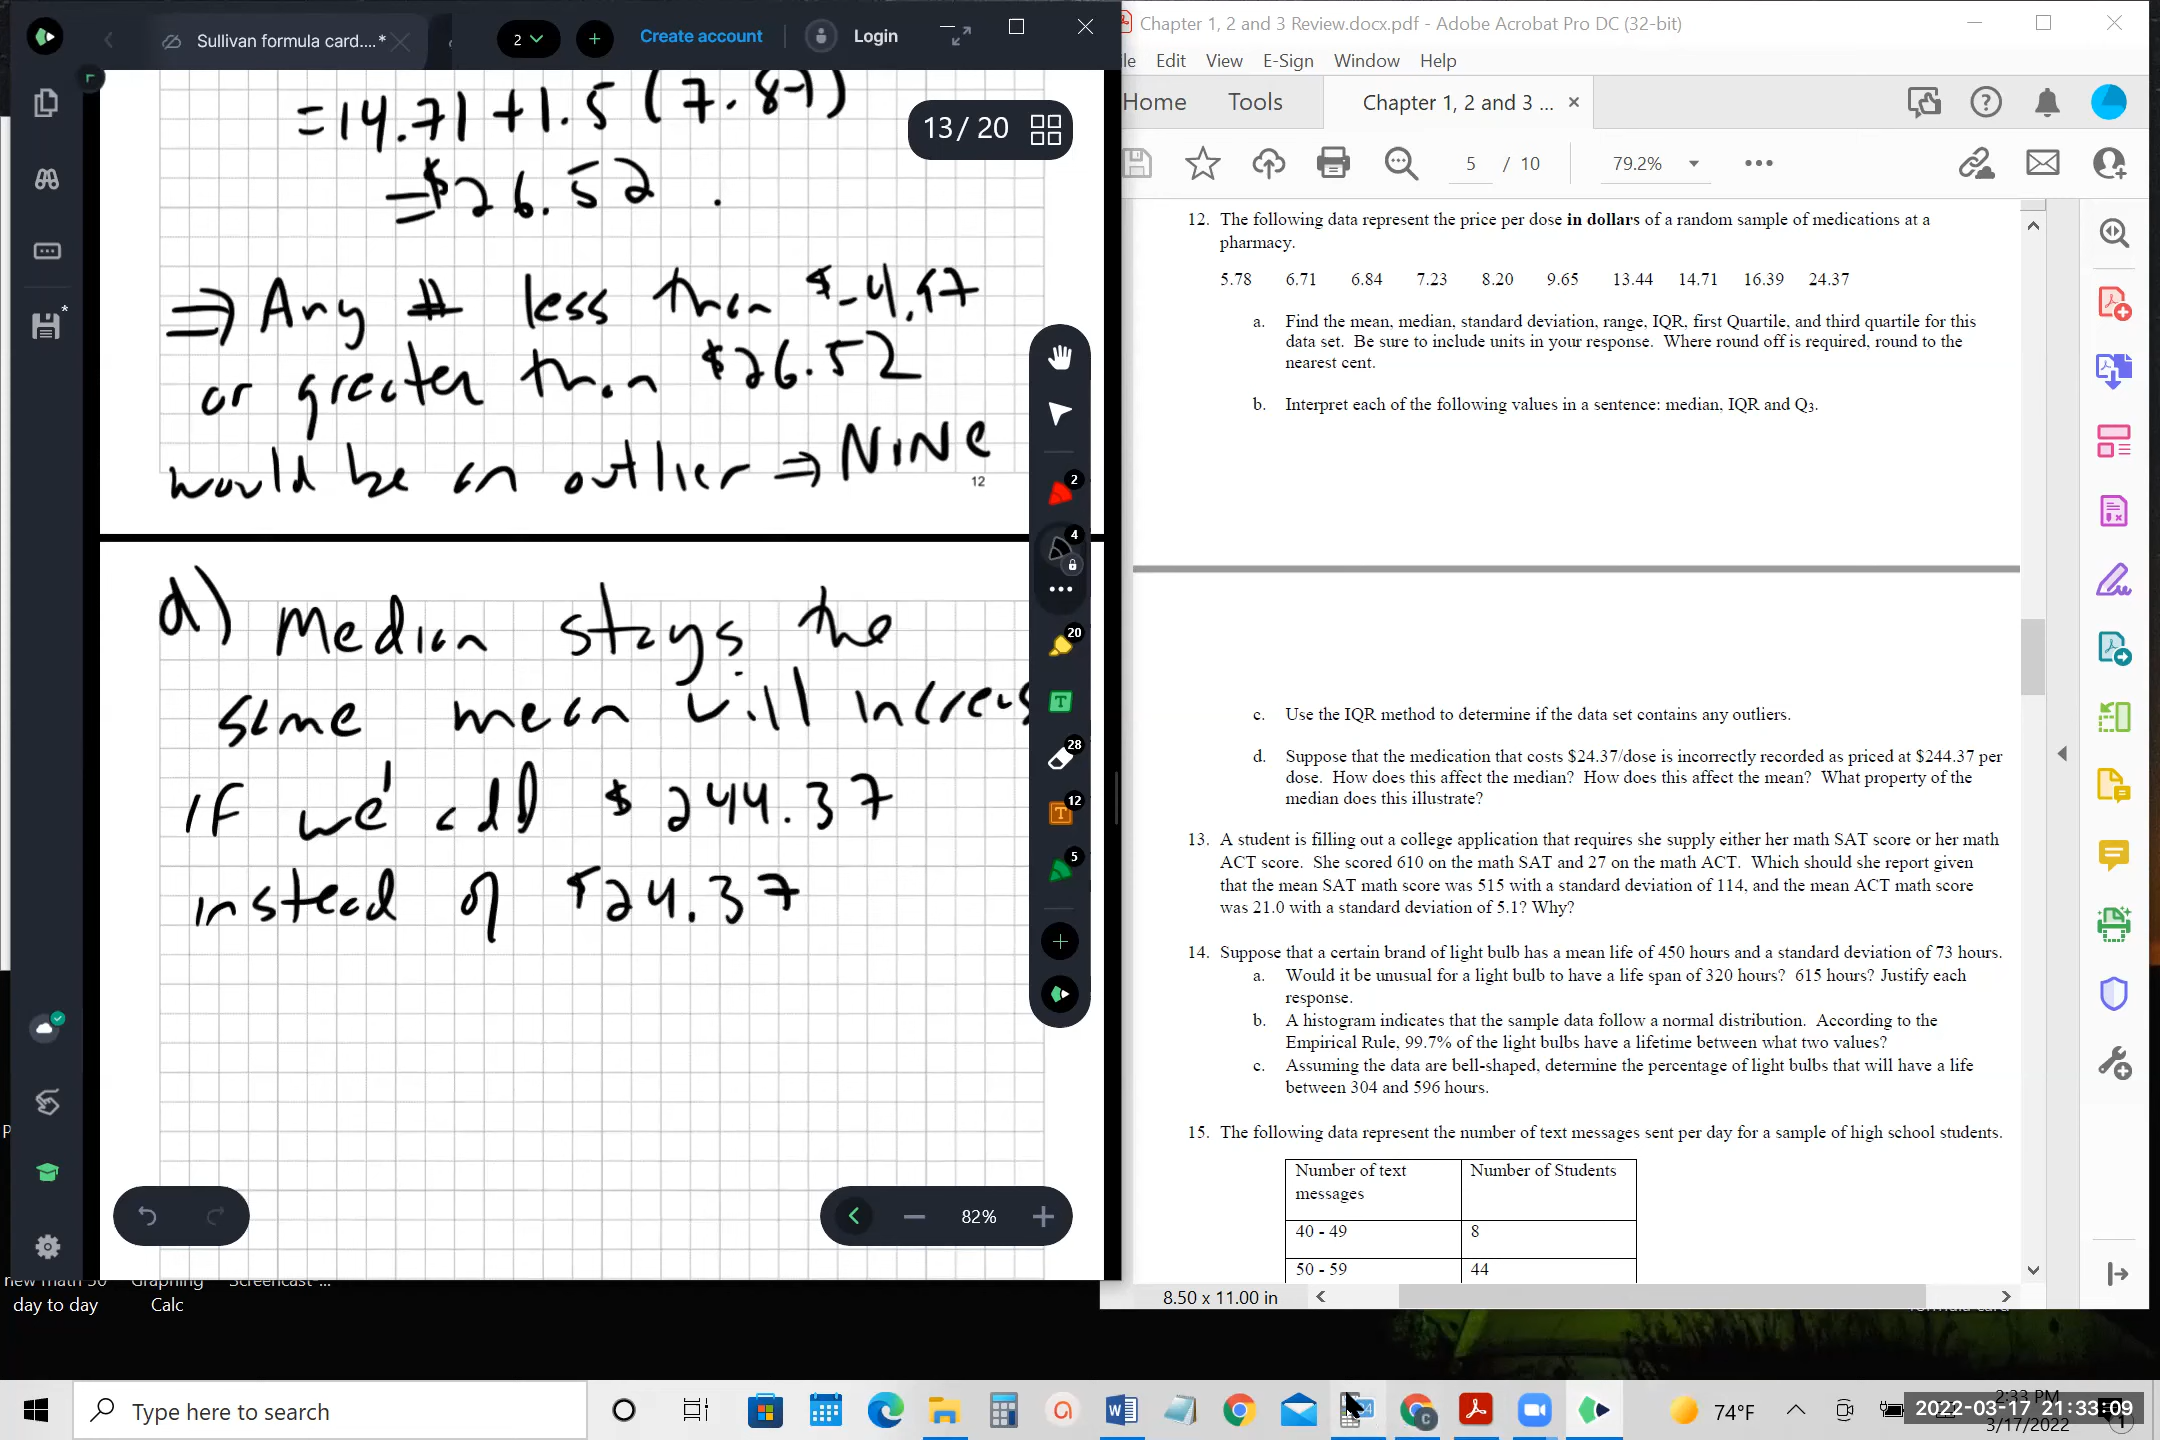 Sullivan formula card....*
2
Create account
Login
= 14.71 + 1.5 (7.87)
= $26.52 .
13/ 20
⇒ Any # less than
or greater than $26.52
would be an outlier ⇒ NONE
12
d) Median stays the
same mean will increas
if we add $ 244.37
instead of $24.37
2
4
20
T
28
T
12
5
82%
Chapter 1, 2 and 3 Review.docx.pdf - Adobe Acrobat Pro DC (32-bit)
le Edit View E-Sign Window Help
Home Tools Chapter 1, 2 and 3 ... ×
5 / 10 79.2%
12. The following data represent the price per dose in dollars of a random sample of medications at a
pharmacy.
5.78 6.71 6.84 7.23 8.20 9.65 13.44 14.71 16.39 24.37
a. Find the mean, median, standard deviation, range, IQR, first Quartile, and third quartile for this
data set. Be sure to include units in your response. Where round off is required, round to the
nearest cent.
b. Interpret each of the following values in a sentence: median, IQR and Q3.
c. Use the IQR method to determine if the data set contains any outliers.
d. Suppose that the medication that costs $24.37/dose is incorrectly recorded as priced at $244.37 per
dose. How does this affect the median? How does this affect the mean? What property of the
median does this illustrate?
13. A student is filling out a college application that requires she supply either her math SAT score or her math
ACT score. She scored 610 on the math SAT and 27 on the math ACT. Which should she report given
that the mean SAT math score was 515 with a standard deviation of 114, and the mean ACT math score
was 21.0 with a standard deviation of 5.1? Why?
14. Suppose that a certain brand of light bulb has a mean life of 450 hours and a standard deviation of 73 hours.
a. Would it be unusual for a light bulb to have a life span of 320 hours? 615 hours? Justify each
response.
b. A histogram indicates that the sample data follow a normal distribution. According to the
Empirical Rule, 99.7% of the light bulbs have a lifetime between what two values?
c. Assuming the data are bell-shaped, determine the percentage of light bulbs that will have a life
between 304 and 596 hours.
15. The following data represent the number of text messages sent per day for a sample of high school students.
Number of text Number of Students
messages
40 - 49 8
50 - 59 44
8.50 x 11.00 in
day to day
Graphing
Calc
Screencast-...
formula card
Type here to search
74°F
2:33 PM
3/17/2022
2022-03-17 21:33:09
1